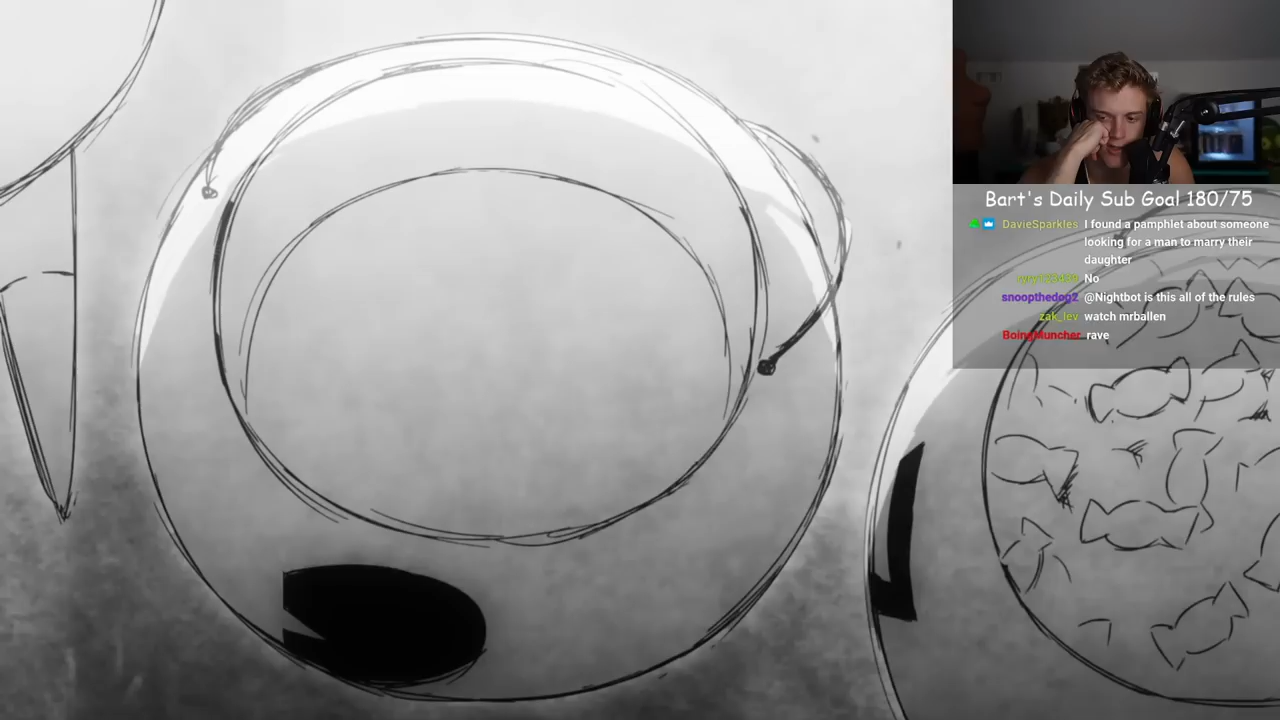 Bart's Daily Sub Goal 180/75
DavieSparkles I found a pamphlet about someone
looking for a man to marry their
daughter
No
snoopthedog2 @Nightbot is this all of the rules
zak_lev watch mrballen
BoingMuncher rave